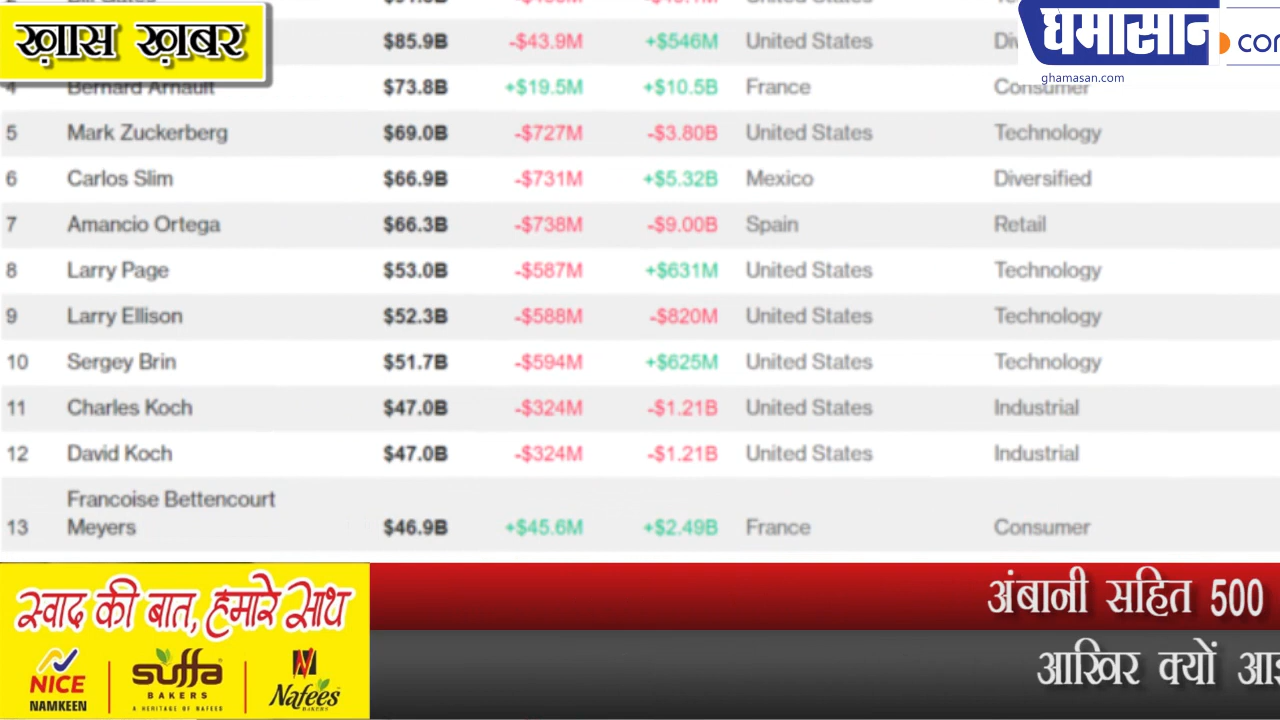 ख़ास ख़बर
घमासान
ghamasan.com
$85.9B -$43.9M +$546M United States
4 Bernard Arnault $73.8B +$19.5M +$10.5B France Consumer
5 Mark Zuckerberg $69.0B -$727M -$3.80B United States Technology
6 Carlos Slim $66.9B -$731M +$5.32B Mexico Diversified
7 Amancio Ortega $66.3B -$738M -$9.00B Spain Retail
8 Larry Page $53.0B -$587M +$631M United States Technology
9 Larry Ellison $52.3B -$588M -$820M United States Technology
10 Sergey Brin $51.7B -$594M +$625M United States Technology
11 Charles Koch $47.0B -$324M -$1.21B United States Industrial
12 David Koch $47.0B -$324M -$1.21B United States Industrial
Francoise Bettencourt
13 Meyers $46.9B +$45.6M +$2.49B France Consumer
अंबानी सहित 500
आखिर क्यों
स्वाद की बात, हमारे साथ
NICE
NAMKEEN
suffa
BAKERS
A HERITAGE OF NAFEES
Nafees
BAKERS